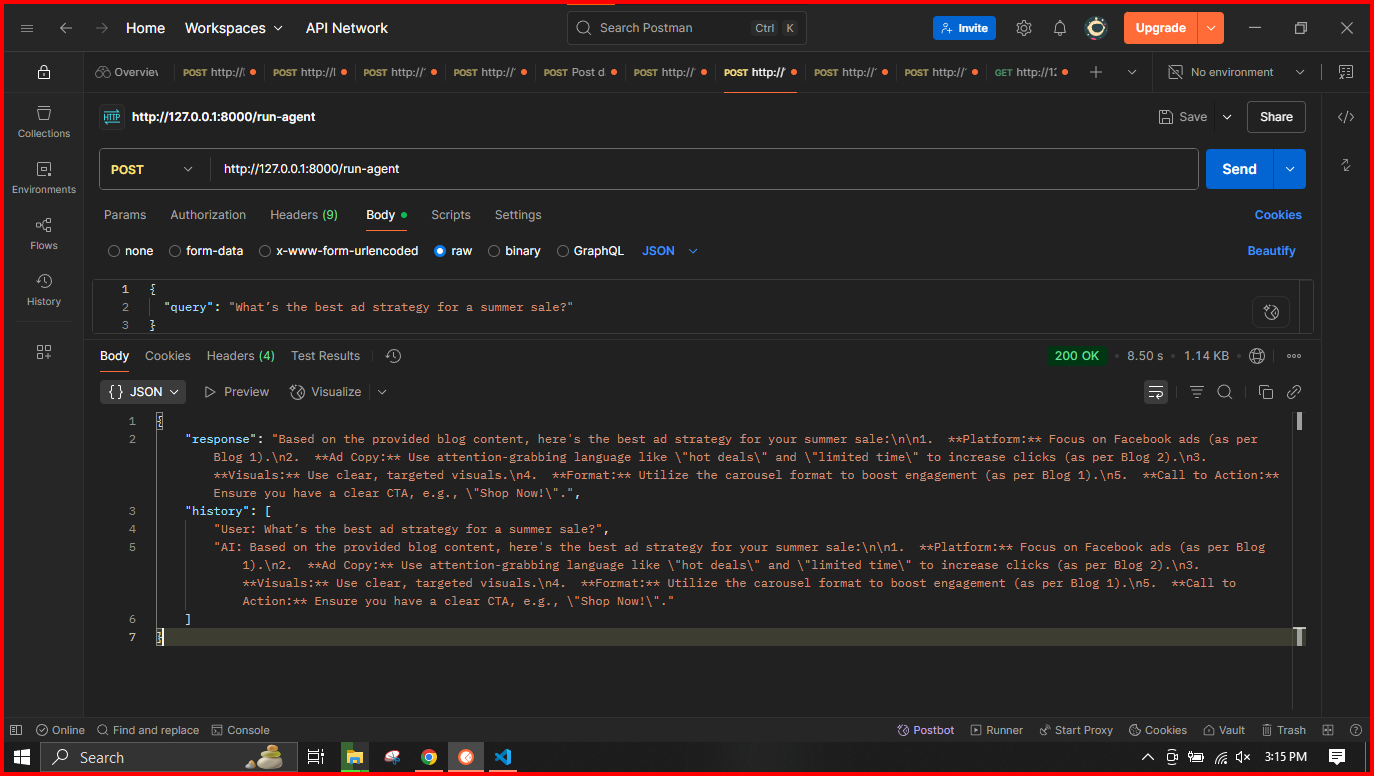 Home Workspaces API Network Search Postman Ctrl K Invite Upgrade
Overview POST http://l POST http://l POST http://' POST http://' POST Post d POST http://' POST http://' POST http://' POST http://' GET http://12 No environment
HTTP http://127.0.0.1:8000/run-agent Save Share
Collections
POST http://127.0.0.1:8000/run-agent Send
Environments
Params Authorization Headers (9) Body Scripts Settings Cookies
Flows
none form-data x-www-form-urlencoded raw binary GraphQL JSON Beautify
History
1 {
2 "query": "What’s the best ad strategy for a summer sale?"
3 }
Body Cookies Headers (4) Test Results 200 OK 8.50 s 1.14 KB
{} JSON Preview Visualize
1 {
2 "response": "Based on the provided blog content, here's the best ad strategy for your summer sale:\n\n1.  **Platform:** Focus on Facebook ads (as per
Blog 1).\n2.  **Ad Copy:** Use attention-grabbing language like \"hot deals\" and \"limited time\" to increase clicks (as per Blog 2).\n3.
**Visuals:** Use clear, targeted visuals.\n4.  **Format:** Utilize the carousel format to boost engagement (as per Blog 1).\n5.  **Call to Action:**
Ensure you have a clear CTA, e.g., \"Shop Now!\".",
3 "history": [
4 "User: What’s the best ad strategy for a summer sale?",
5 "AI: Based on the provided blog content, here's the best ad strategy for your summer sale:\n\n1.  **Platform:** Focus on Facebook ads (as per Blog
1).\n2.  **Ad Copy:** Use attention-grabbing language like \"hot deals\" and \"limited time\" to increase clicks (as per Blog 2).\n3.
**Visuals:** Use clear, targeted visuals.\n4.  **Format:** Utilize the carousel format to boost engagement (as per Blog 1).\n5.  **Call to
Action:** Ensure you have a clear CTA, e.g., \"Shop Now!\"."
6 ]
7 }
Online Find and replace Console Postbot Runner Start Proxy Cookies Vault Trash
Search 3:15 PM